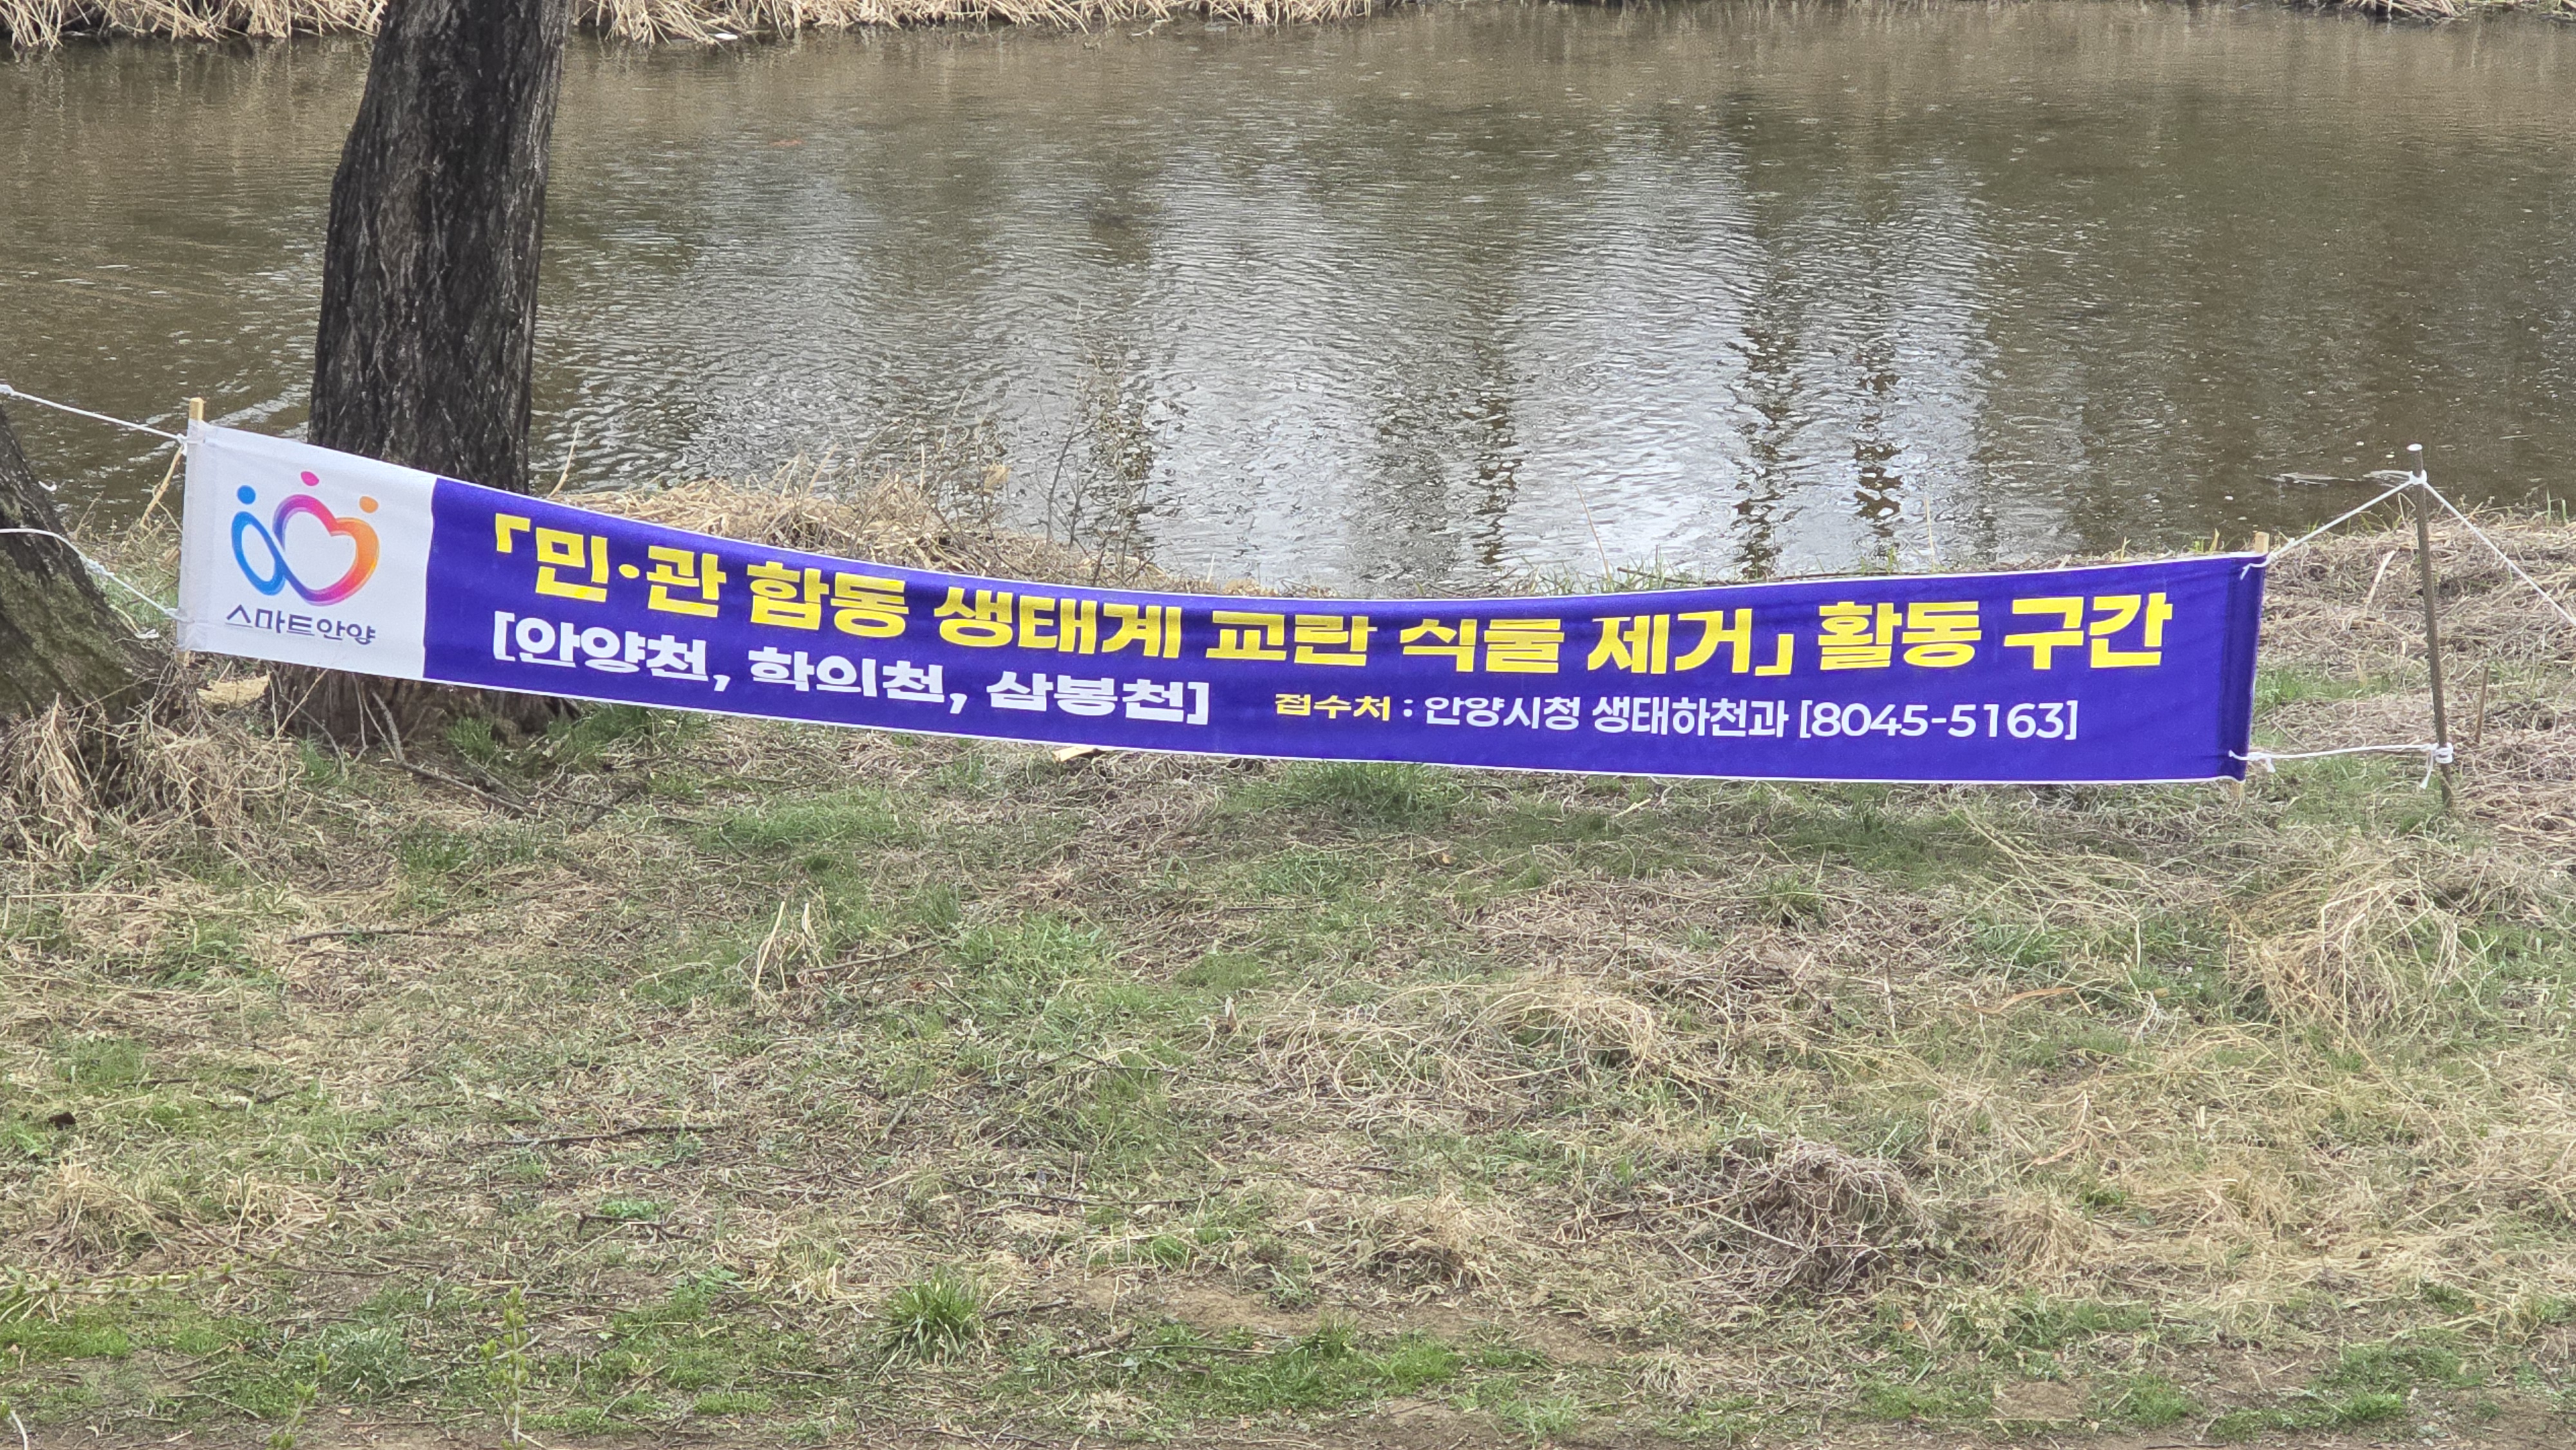 스마트안양
「민·관 합동 생태계 교란 식물 제거」 활동 구간
[안양천, 학의천, 삼봉천] 접수처 : 안양시청 생태하천과 [8045-5163]